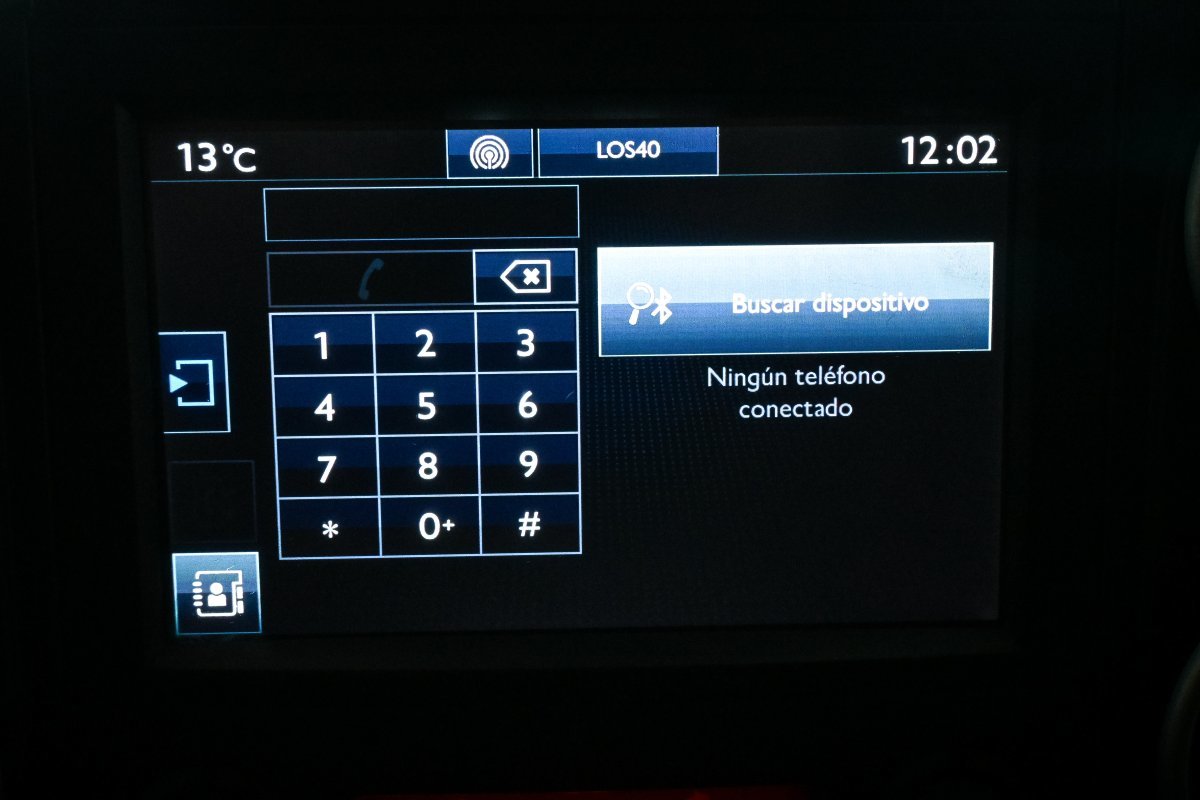 13°C
LOS40
12:02
1 2 3
4 5 6
7 8 9
* 0+ #
Buscar dispositivo
Ningún teléfono
conectado